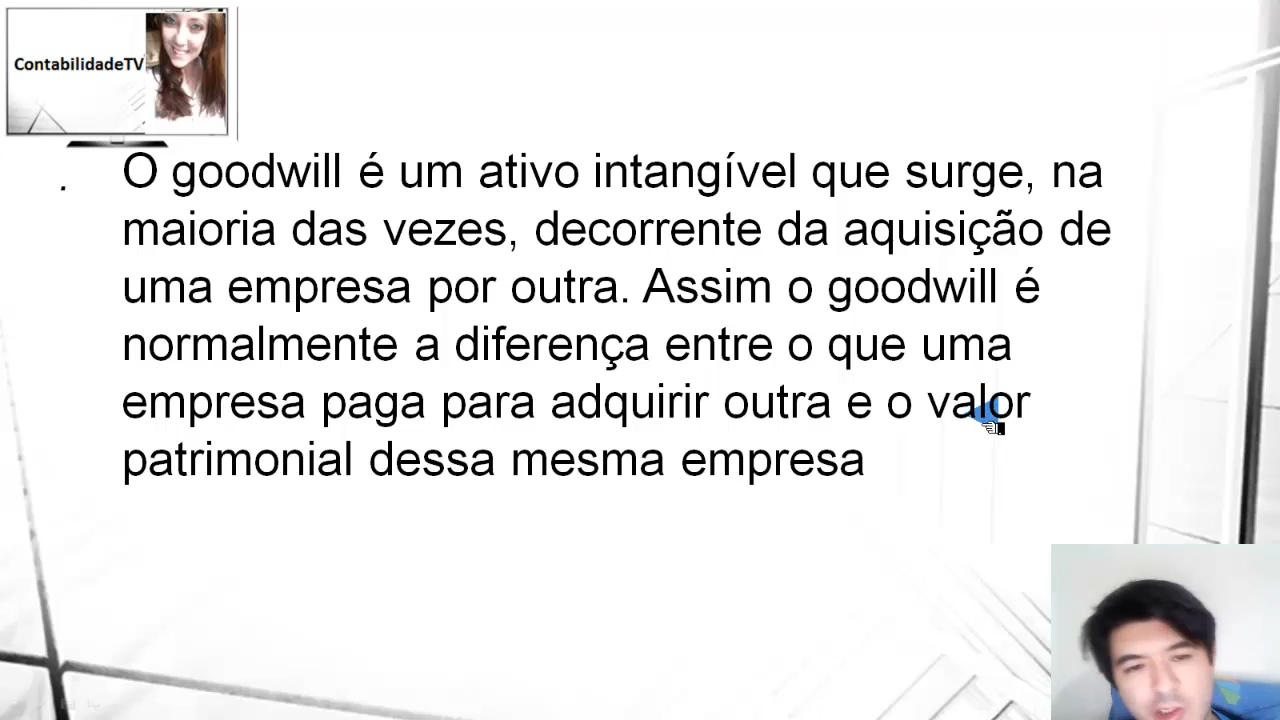 ContabilidadeTV
. O goodwill é um ativo intangível que surge, na
maioria das vezes, decorrente da aquisição de
uma empresa por outra. Assim o goodwill é
normalmente a diferença entre o que uma
empresa paga para adquirir outra e o valor
patrimonial dessa mesma empresa